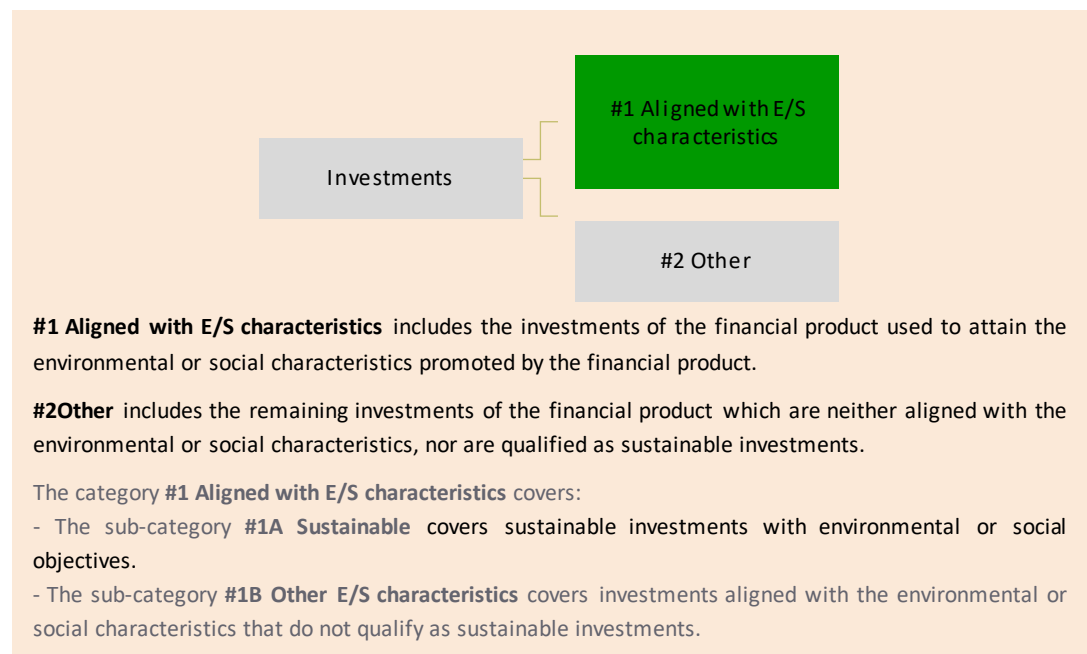 #1 Aligned with E/S
characteristics
Investments
#2 Other
#1 Aligned with E/S characteristics includes the investments of the financial product used to attain the
environmental or social characteristics promoted by the financial product.
#2Other includes the remaining investments of the financial product which are neither aligned with the
environmental or social characteristics, nor are qualified as sustainable investments.
The category #1 Aligned with E/S characteristics covers:
- The sub-category #1A Sustainable covers sustainable investments with environmental or social
objectives.
- The sub-category #1B Other E/S characteristics covers investments aligned with the environmental or
social characteristics that do not qualify as sustainable investments.